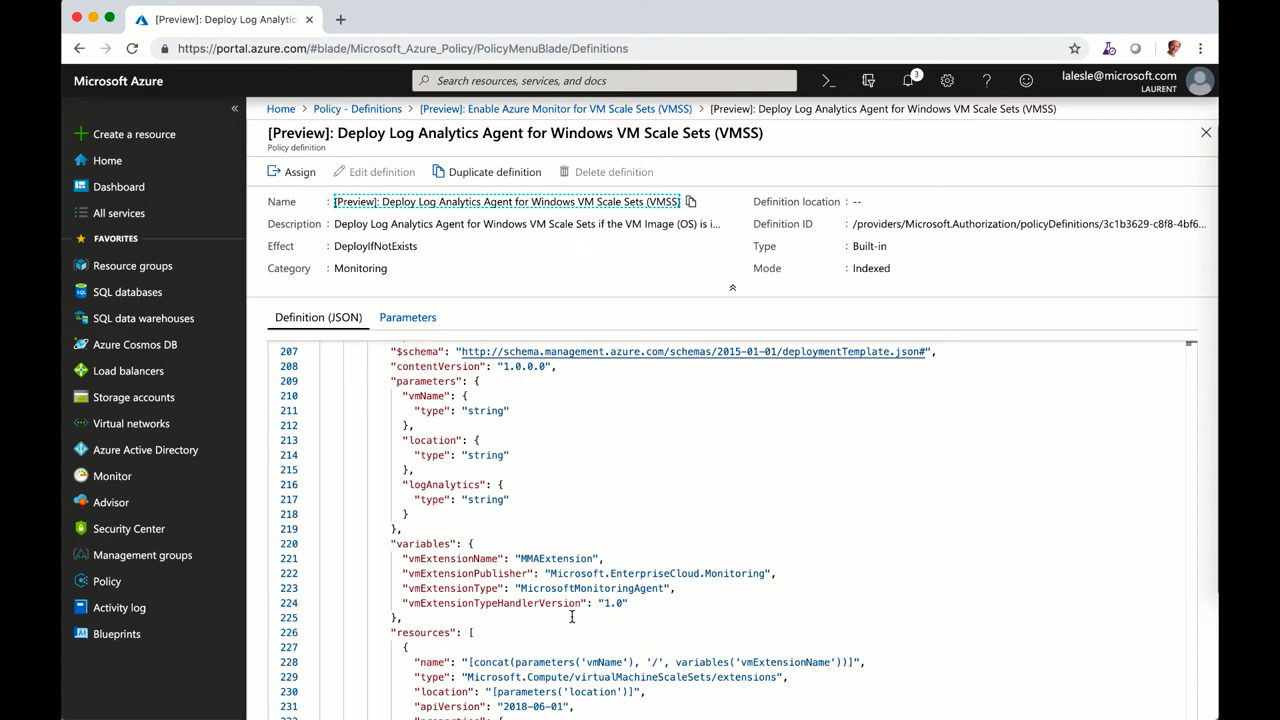 [Preview]: Deploy Log Analytic
https://portal.azure.com/#blade/Microsoft_Azure_Policy/PolicyMenuBlade/Definitions
Microsoft Azure
Search resources, services, and docs
3
lalesle@microsoft.com
LAURENT
Home > Policy - Definitions > [Preview]: Enable Azure Monitor for VM Scale Sets (VMSS) > [Preview]: Deploy Log Analytics Agent for Windows VM Scale Sets (VMSS)
[Preview]: Deploy Log Analytics Agent for Windows VM Scale Sets (VMSS)
Policy definition
Assign Edit definition Duplicate definition Delete definition
Name : [Preview]: Deploy Log Analytics Agent for Windows VM Scale Sets (VMSS)
Definition location : --
Description : Deploy Log Analytics Agent for Windows VM Scale Sets if the VM Image (OS) is i...
Definition ID : /providers/Microsoft.Authorization/policyDefinitions/3c1b3629-c8f8-4bf6...
Effect : DeployIfNotExists
Type : Built-in
Category : Monitoring
Mode : Indexed
Create a resource
Home
Dashboard
All services
FAVORITES
Resource groups
SQL databases
SQL data warehouses
Azure Cosmos DB
Load balancers
Storage accounts
Virtual networks
Azure Active Directory
Monitor
Advisor
Security Center
Management groups
Policy
Activity log
Blueprints
Definition (JSON) Parameters
207 "$schema": "http://schema.management.azure.com/schemas/2015-01-01/deploymentTemplate.json#",
208 "contentVersion": "1.0.0.0",
209 "parameters": {
210 "vmName": {
211 "type": "string"
212 },
213 "location": {
214 "type": "string"
215 },
216 "logAnalytics": {
217 "type": "string"
218 }
219 },
220 "variables": {
221 "vmExtensionName": "MMAExtension",
222 "vmExtensionPublisher": "Microsoft.EnterpriseCloud.Monitoring",
223 "vmExtensionType": "MicrosoftMonitoringAgent",
224 "vmExtensionTypeHandlerVersion": "1.0"
225 },
226 "resources": [
227 {
228 "name": "[concat(parameters('vmName'), '/', variables('vmExtensionName'))]",
229 "type": "Microsoft.Compute/virtualMachineScaleSets/extensions",
230 "location": "[parameters('location')]",
231 "apiVersion": "2018-06-01",